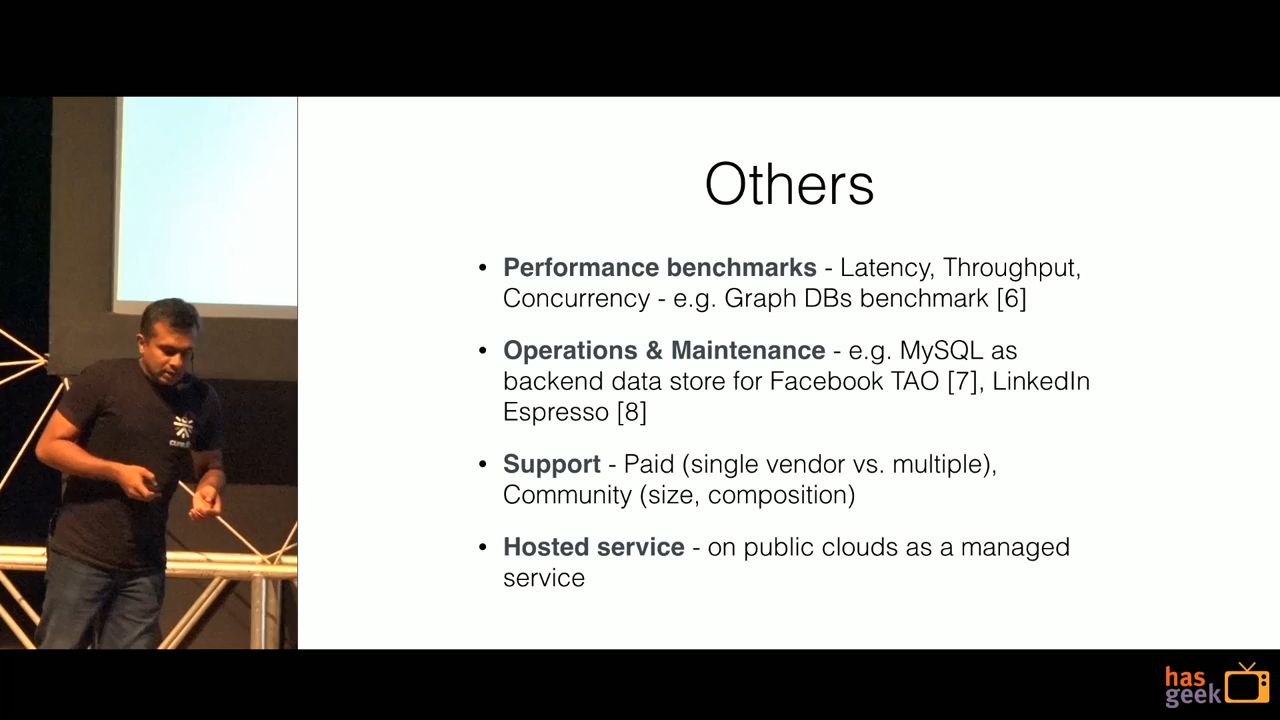 Others
• Performance benchmarks - Latency, Throughput,
Concurrency - e.g. Graph DBs benchmark [6]
• Operations & Maintenance - e.g. MySQL as
backend data store for Facebook TAO [7], LinkedIn
Espresso [8]
• Support - Paid (single vendor vs. multiple),
Community (size, composition)
• Hosted service - on public clouds as a managed
service
has
geek